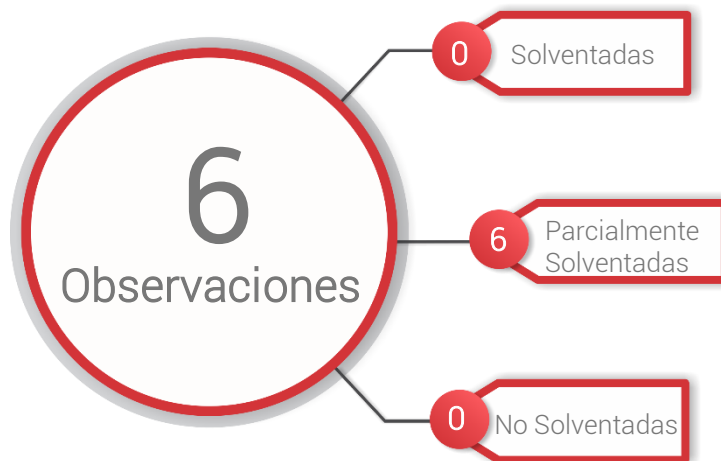 6
Observaciones
0
Solventadas
6
Parcialmente
Solventadas
0
No Solventadas